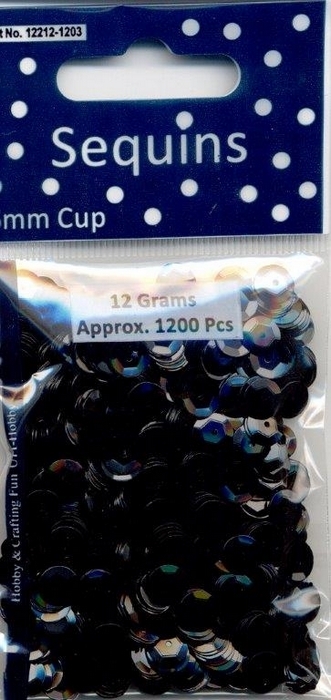 t No. 12212-1203
Sequins
mm Cup
12 Grams
Approx. 1200 Pcs
Hobby & Crafting Fun